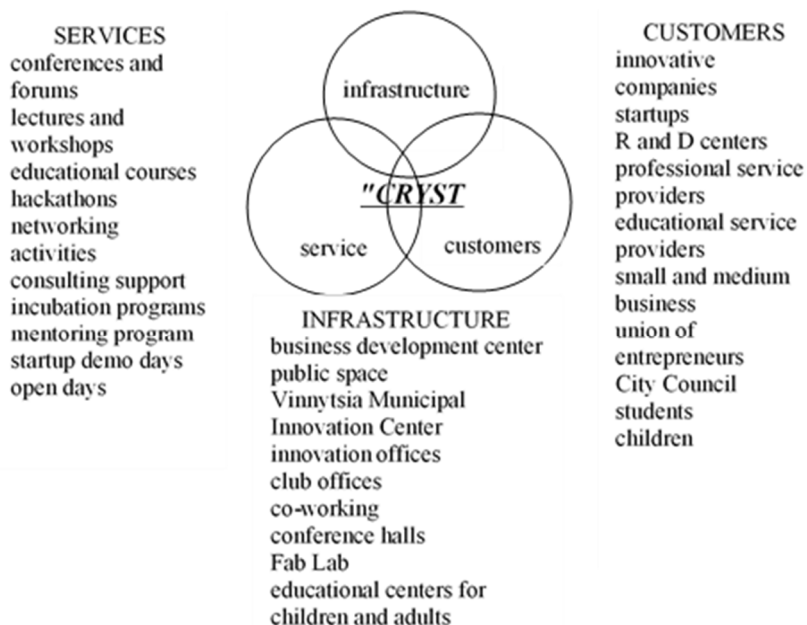 SERVICES
conferences and
forums
lectures and
workshops
educational courses
hackathons
networking
activities
consulting support
incubation programs
mentoring program
startup demo days
open days
infrastructure
"CRYST
service
customers
INFRASTRUCTURE
business development center
public space
Vinnytsia Municipal
Innovation Center
innovation offices
club offices
co-working
conference halls
Fab Lab
educational centers for
children and adults
CUSTOMERS
innovative
companies
startups
R and D centers
professional service
providers
educational service
providers
small and medium
business
union of
entrepreneurs
City Council
students
children